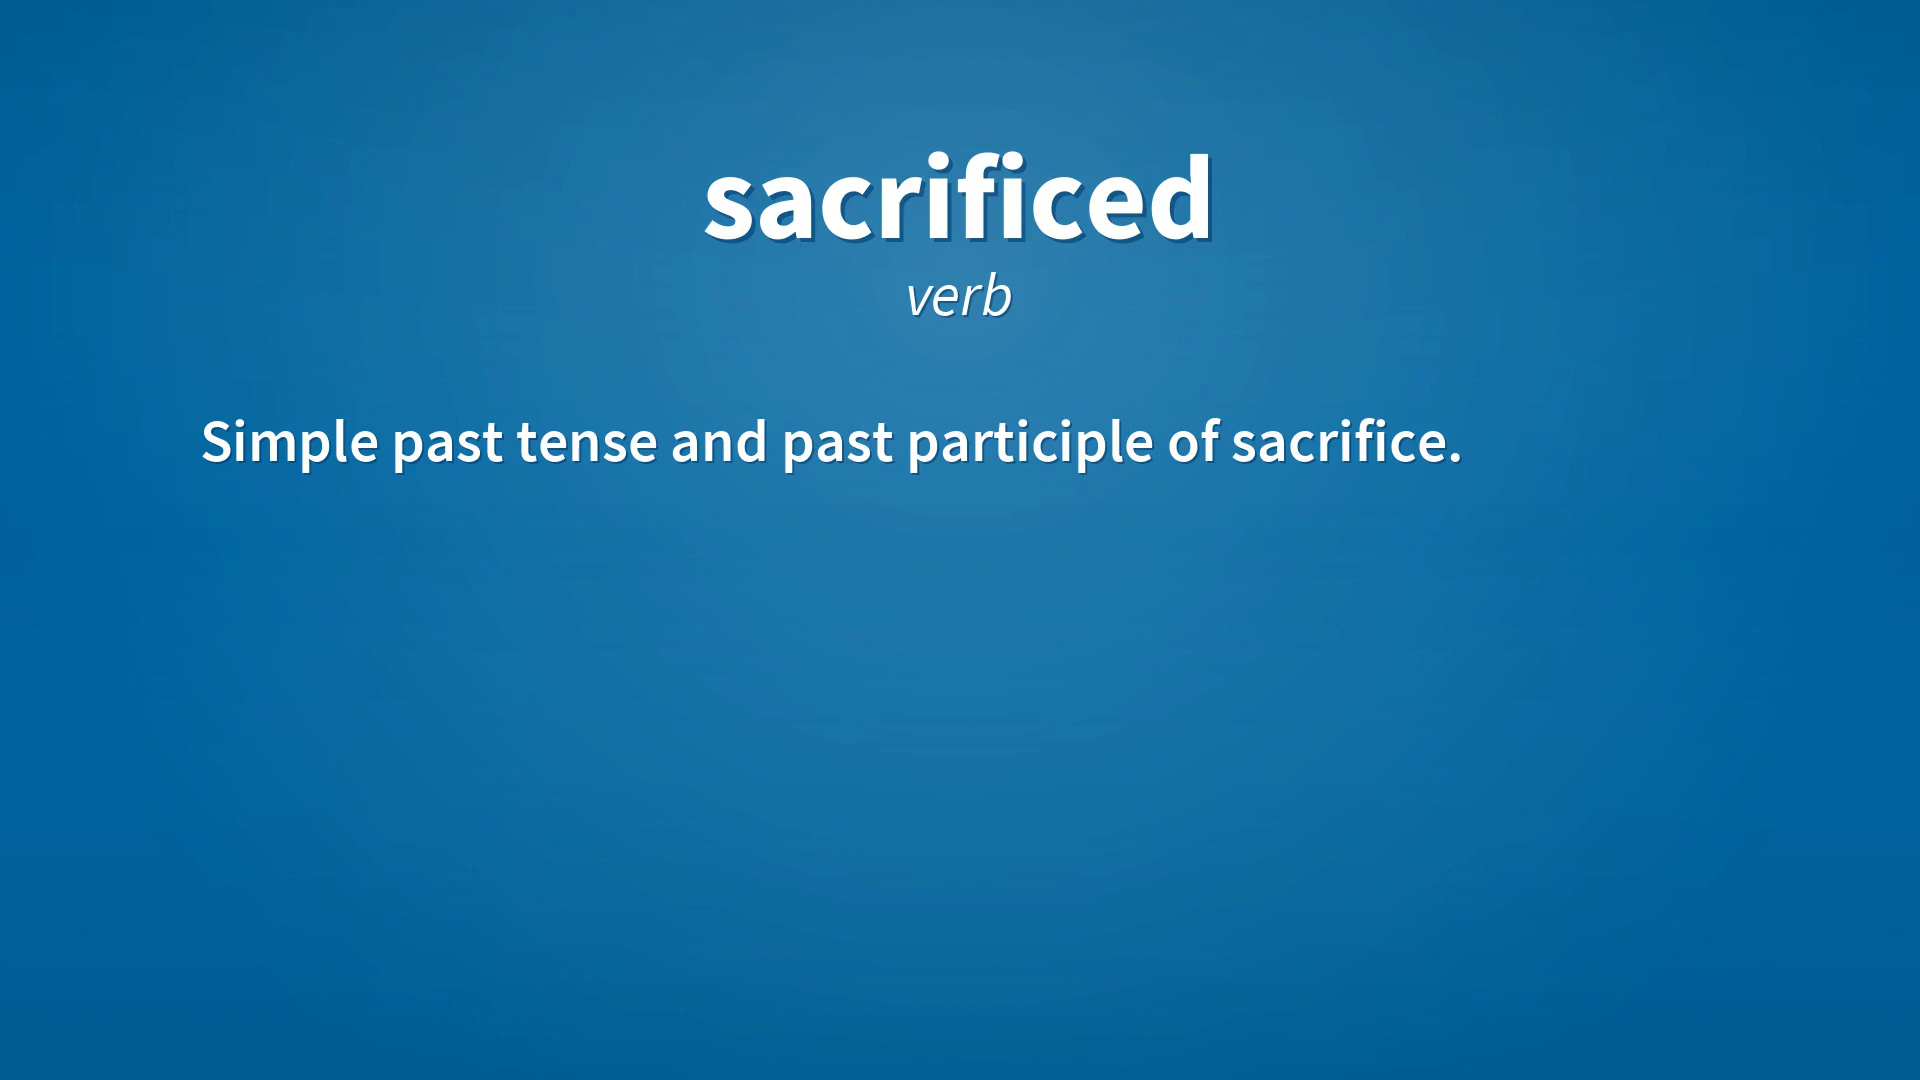 sacrificed
verb
Simple past tense and past participle of sacrifice.